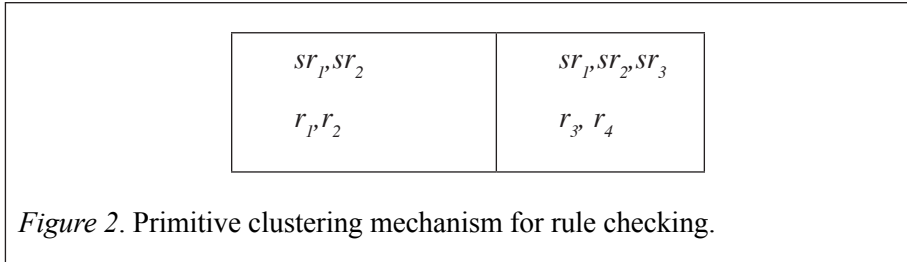 sr₁,sr₂ sr₁,sr₂,sr₃
r₁,r₂ r₃, r₄
Figure 2. Primitive clustering mechanism for rule checking.